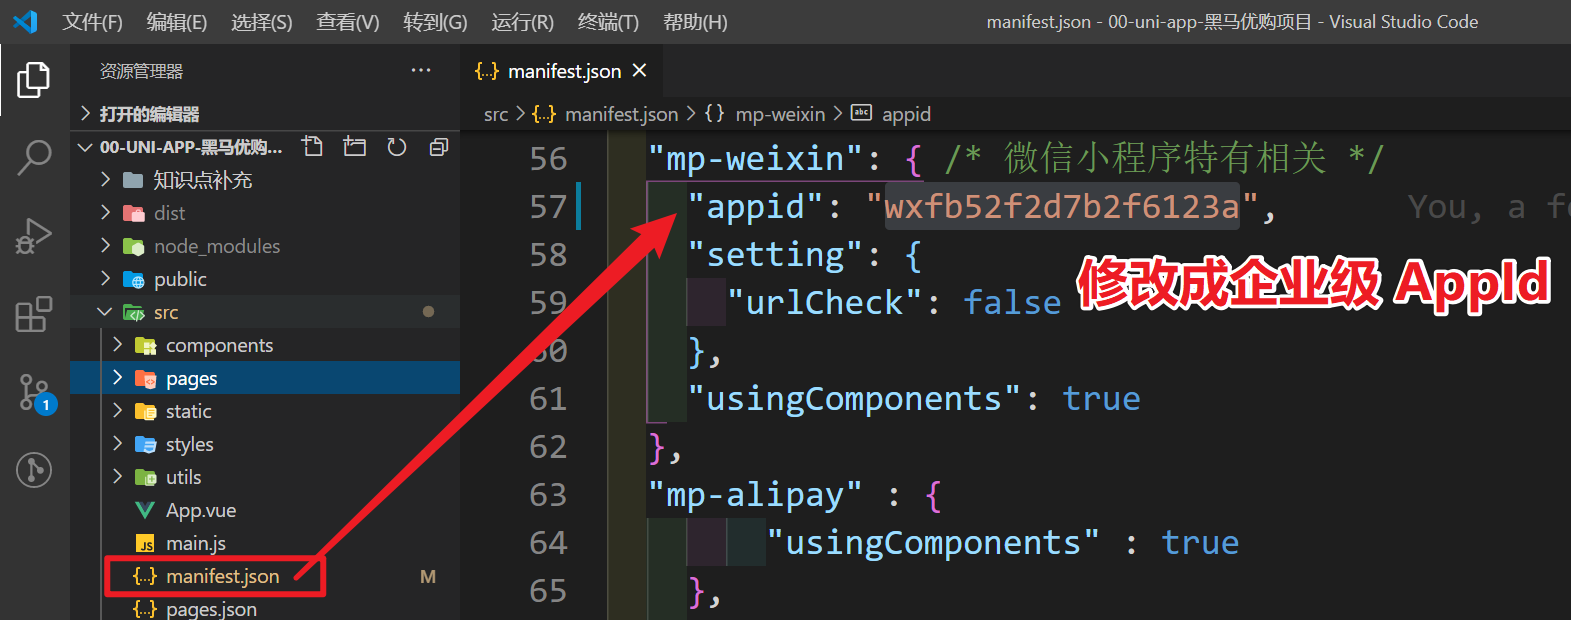 文件(F) 编辑(E) 选择(S) 查看(V) 转到(G) 运行(R) 终端(T) 帮助(H) manifest.json - 00-uni-app-黑马优购项目 - Visual Studio Code
资源管理器 ···
打开的编辑器
00-UNI-APP-黑马优购...
知识点补充
dist
node_modules
public
src
components
pages
static
styles
utils
App.vue
JS main.js
{..} manifest.json M
{..} pages.json
1
{..} manifest.json ×
src > {..} manifest.json > {} mp-weixin > abc appid
56 "mp-weixin": { /* 微信小程序特有相关 */
57 "appid": "wxfb52f2d7b2f6123a", You, a fe
58 "setting": {
59 "urlCheck": false
60 },
61 "usingComponents": true
62 },
63 "mp-alipay" : {
64 "usingComponents" : true
65 },
修改成企业级 AppId